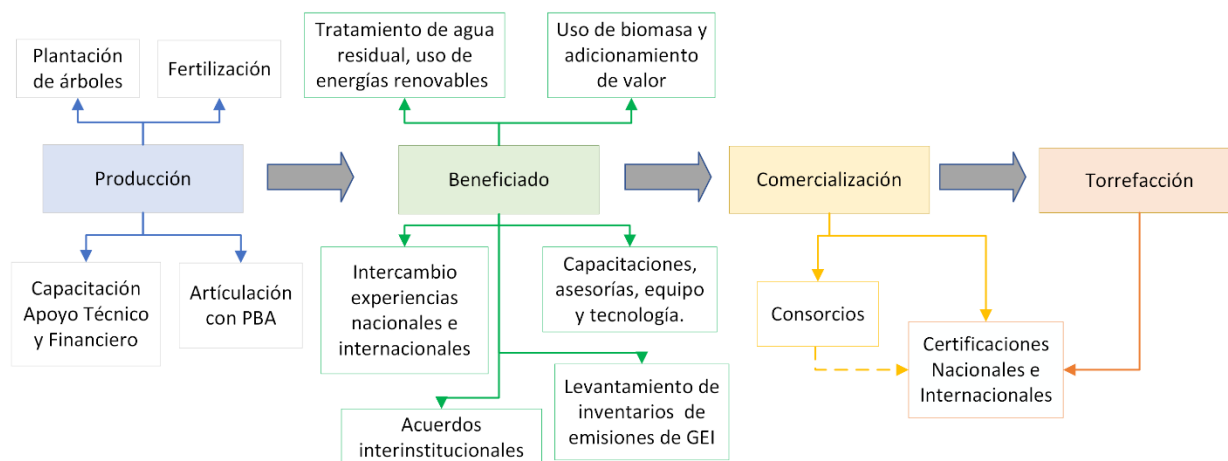 Plantación
de árboles
Fertilización
Tratamiento de agua
residual, uso de
energías renovables
Uso de biomasa y
adicionamiento
de valor
Producción
Beneficiado
Comercialización
Torrefacción
Capacitación
Apoyo Técnico
y Financiero
Artículación
con PBA
Intercambio
experiencias
nacionales e
internacionales
Capacitaciones,
asesorías, equipo
y tecnología.
Consorcios
Certificaciones
Nacionales e
Internacionales
Acuerdos
interinstitucionales
Levantamiento de
inventarios de
emisiones de GEI